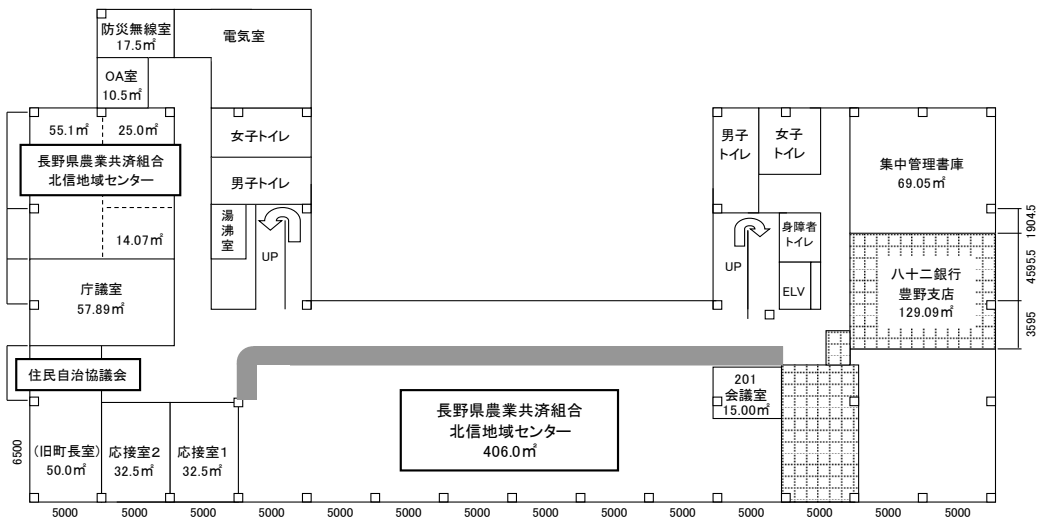 防災無線室
17.5㎡
電気室
OA室
10.5㎡
55.1㎡
25.0㎡
長野県農業共済組合
北信地域センター
14.07㎡
庁議室
57.89㎡
女子トイレ
男子トイレ
湯沸室
UP
男子
トイレ
女子
トイレ
身障者
トイレ
UP
ELV
集中管理書庫
69.05㎡
八十二銀行
豊野支店
129.09㎡
1904.5
4595.5
3595
住民自治協議会
(旧町長室)
50.0㎡
応接室2
32.5㎡
応接室1
32.5㎡
長野県農業共済組合
北信地域センター
406.0㎡
201
会議室
15.00㎡
6500
5000 5000 5000 5000 5000 5000 5000 5000 5000 5000 5000 5000 5000 5000